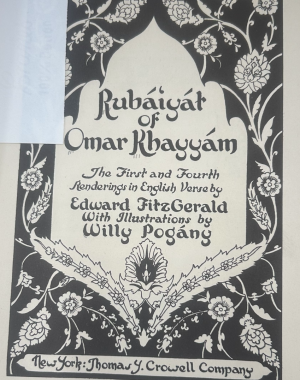 Rubáiyát
of
Omar Khayyám
The First and Fourth
Renderings in English Verse by
Edward FitzGerald
With Illustrations by
Willy Pogány
New York: Thomas Y. Crowell Company